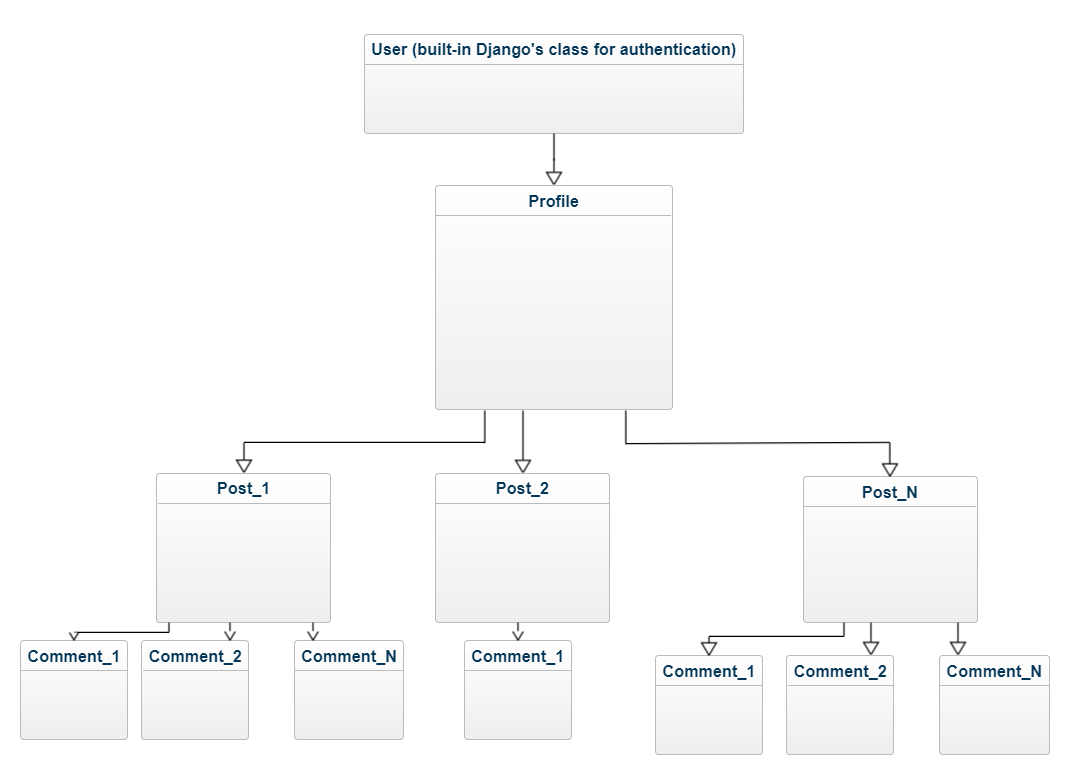 User (built-in Django's class for authentication)
Profile
Post_1
Post_2
Post_N
Comment_1
Comment_2
Comment_N
Comment_1
Comment_1
Comment_2
Comment_N